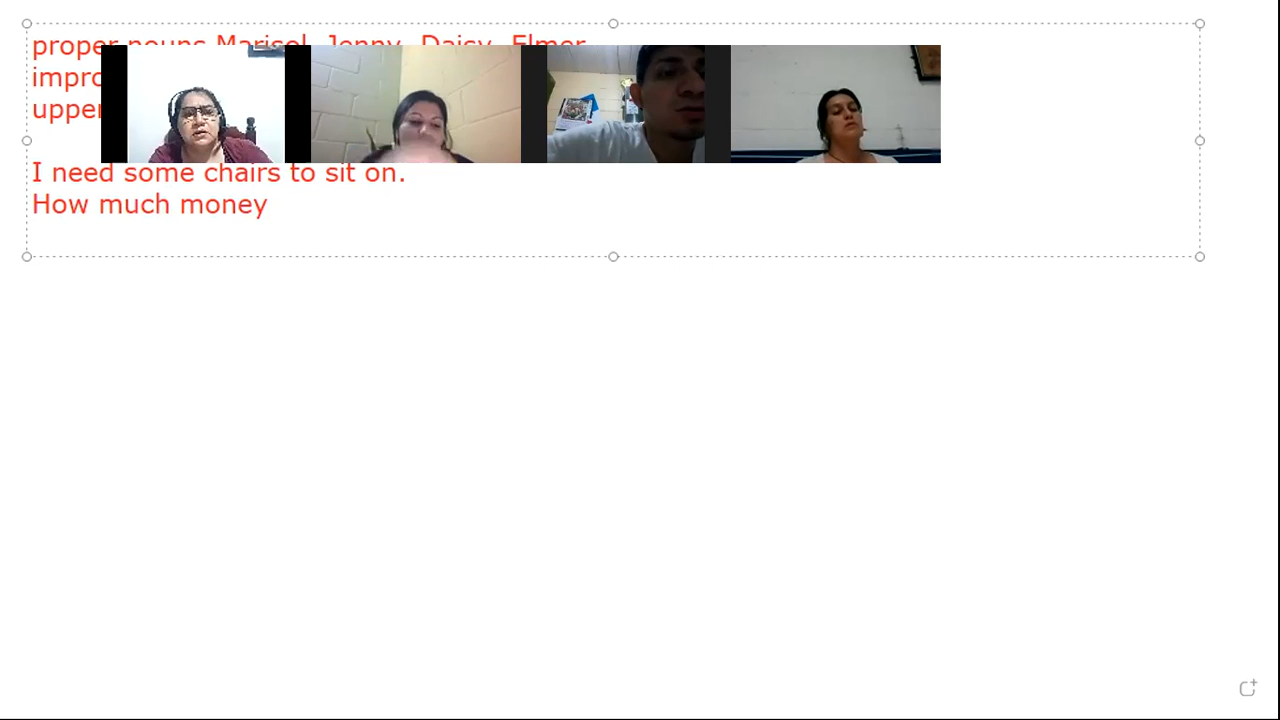 proper nouns Marisol, Jenny, Daisy, Elmer
impro
upper
I need some chairs to sit on.
How much money